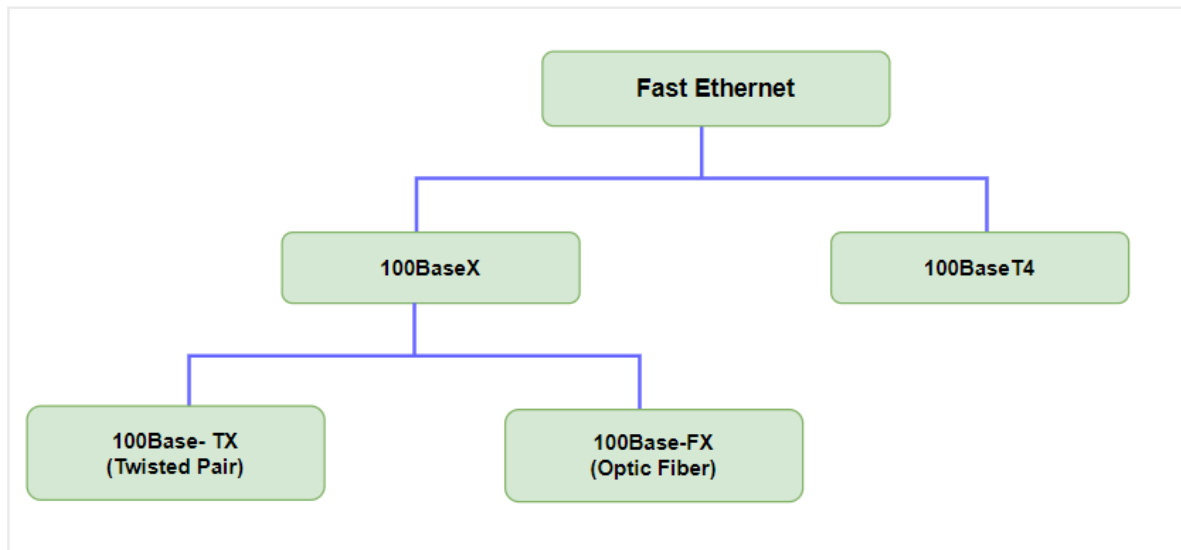 Fast Ethernet
100BaseX
100BaseT4
100Base- TX
(Twisted Pair)
100Base-FX
(Optic Fiber)